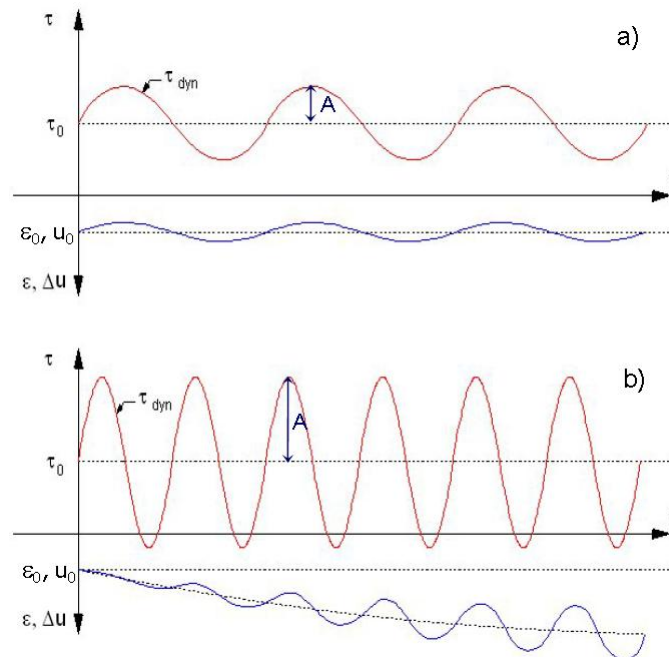 τ
a)
τ dyn
A
τ₀
ε₀, u₀
ε, Δu
τ
b)
τ dyn
A
τ₀
ε₀, u₀
ε, Δu